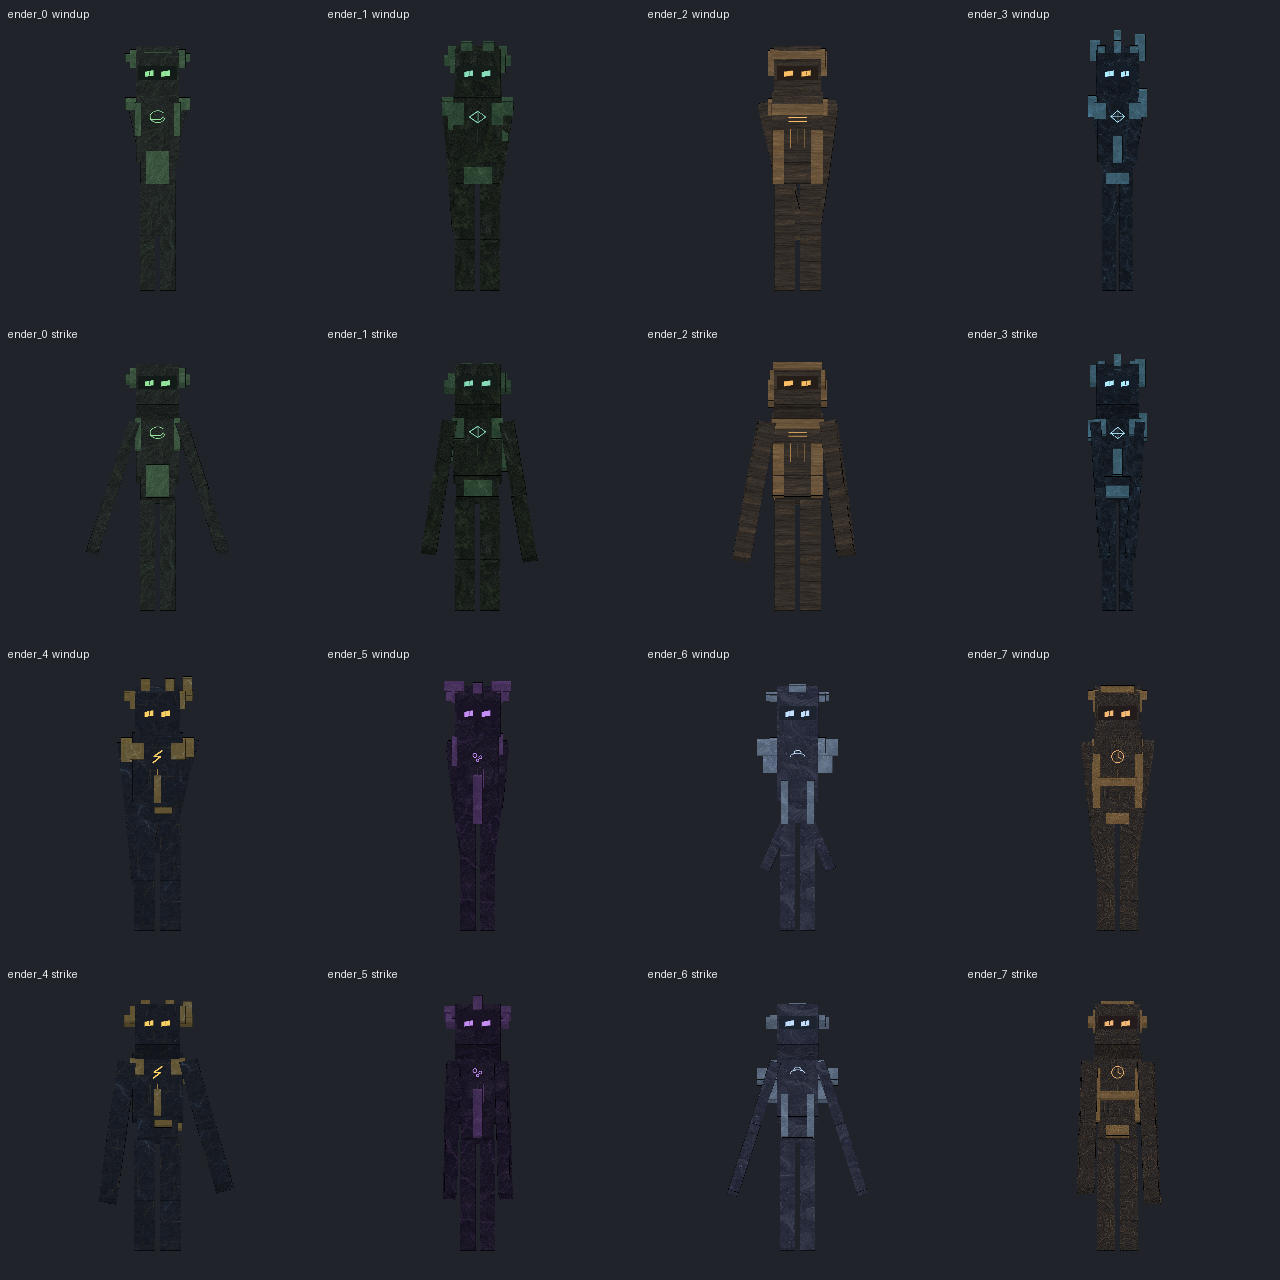 ender_0 windup
ender_1 windup
ender_2 windup
ender_3 windup
ender_0 strike
ender_1 strike
ender_2 strike
ender_3 strike
ender_4 windup
ender_5 windup
ender_6 windup
ender_7 windup
ender_4 strike
ender_5 strike
ender_6 strike
ender_7 strike